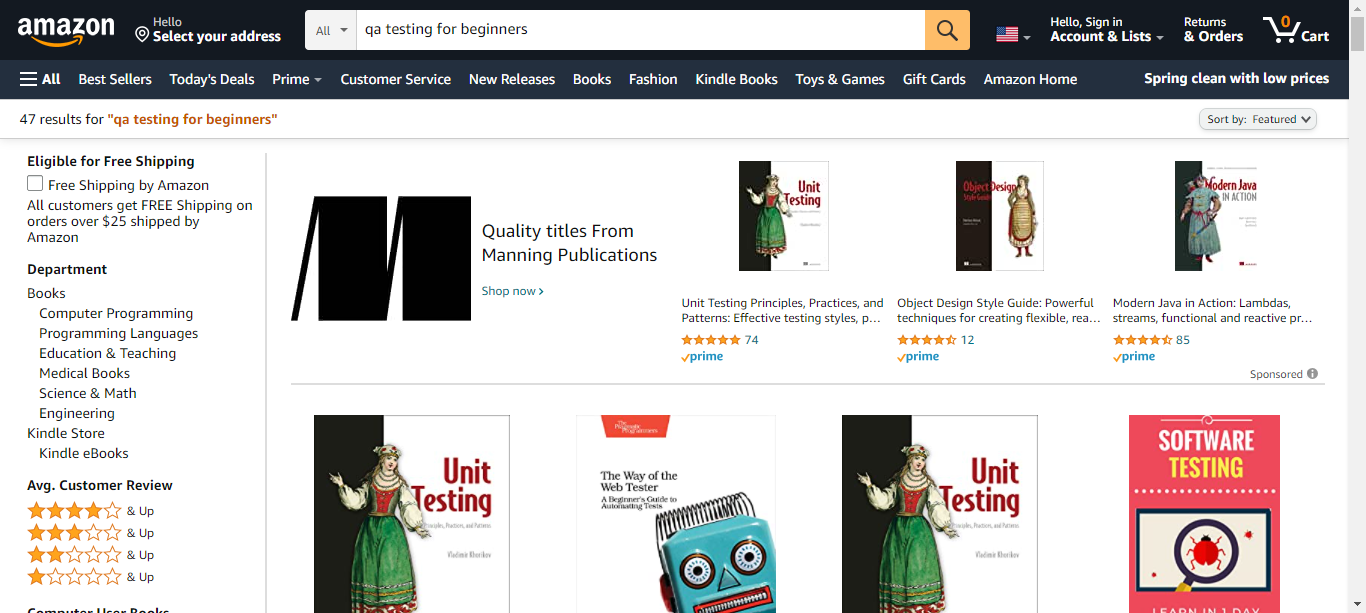 amazon
Hello
Select your address
All
qa testing for beginners
Hello, Sign in
Account & Lists
Returns
& Orders
0
Cart
All
Best Sellers
Today's Deals
Prime
Customer Service
New Releases
Books
Fashion
Kindle Books
Toys & Games
Gift Cards
Amazon Home
Spring clean with low prices
47 results for "qa testing for beginners"
Sort by: Featured
Eligible for Free Shipping
Free Shipping by Amazon
All customers get FREE Shipping on
orders over $25 shipped by
Amazon
Department
Books
Computer Programming
Programming Languages
Education & Teaching
Medical Books
Science & Math
Engineering
Kindle Store
Kindle eBooks
Avg. Customer Review
& Up
& Up
& Up
& Up
Computer User Books
Quality titles From
Manning Publications
Shop now
Unit
Testing
Object Design
Style Guide
Modern Java
IN ACTION
Unit Testing Principles, Practices, and
Patterns: Effective testing styles, p...
74
prime
Object Design Style Guide: Powerful
techniques for creating flexible, rea...
12
prime
Modern Java in Action: Lambdas,
streams, functional and reactive pr...
85
prime
Sponsored
Unit
Testing
Principles, Practices, and Patterns
Vladimir Khorikov
The
Pragmatic
Programmers
The Way of the
Web Tester
A Beginner's Guide to
Automating Tests
Unit
Testing
Principles, Practices, and Patterns
Vladimir Khorikov
SOFTWARE
TESTING
LEARN IN 1 DAY